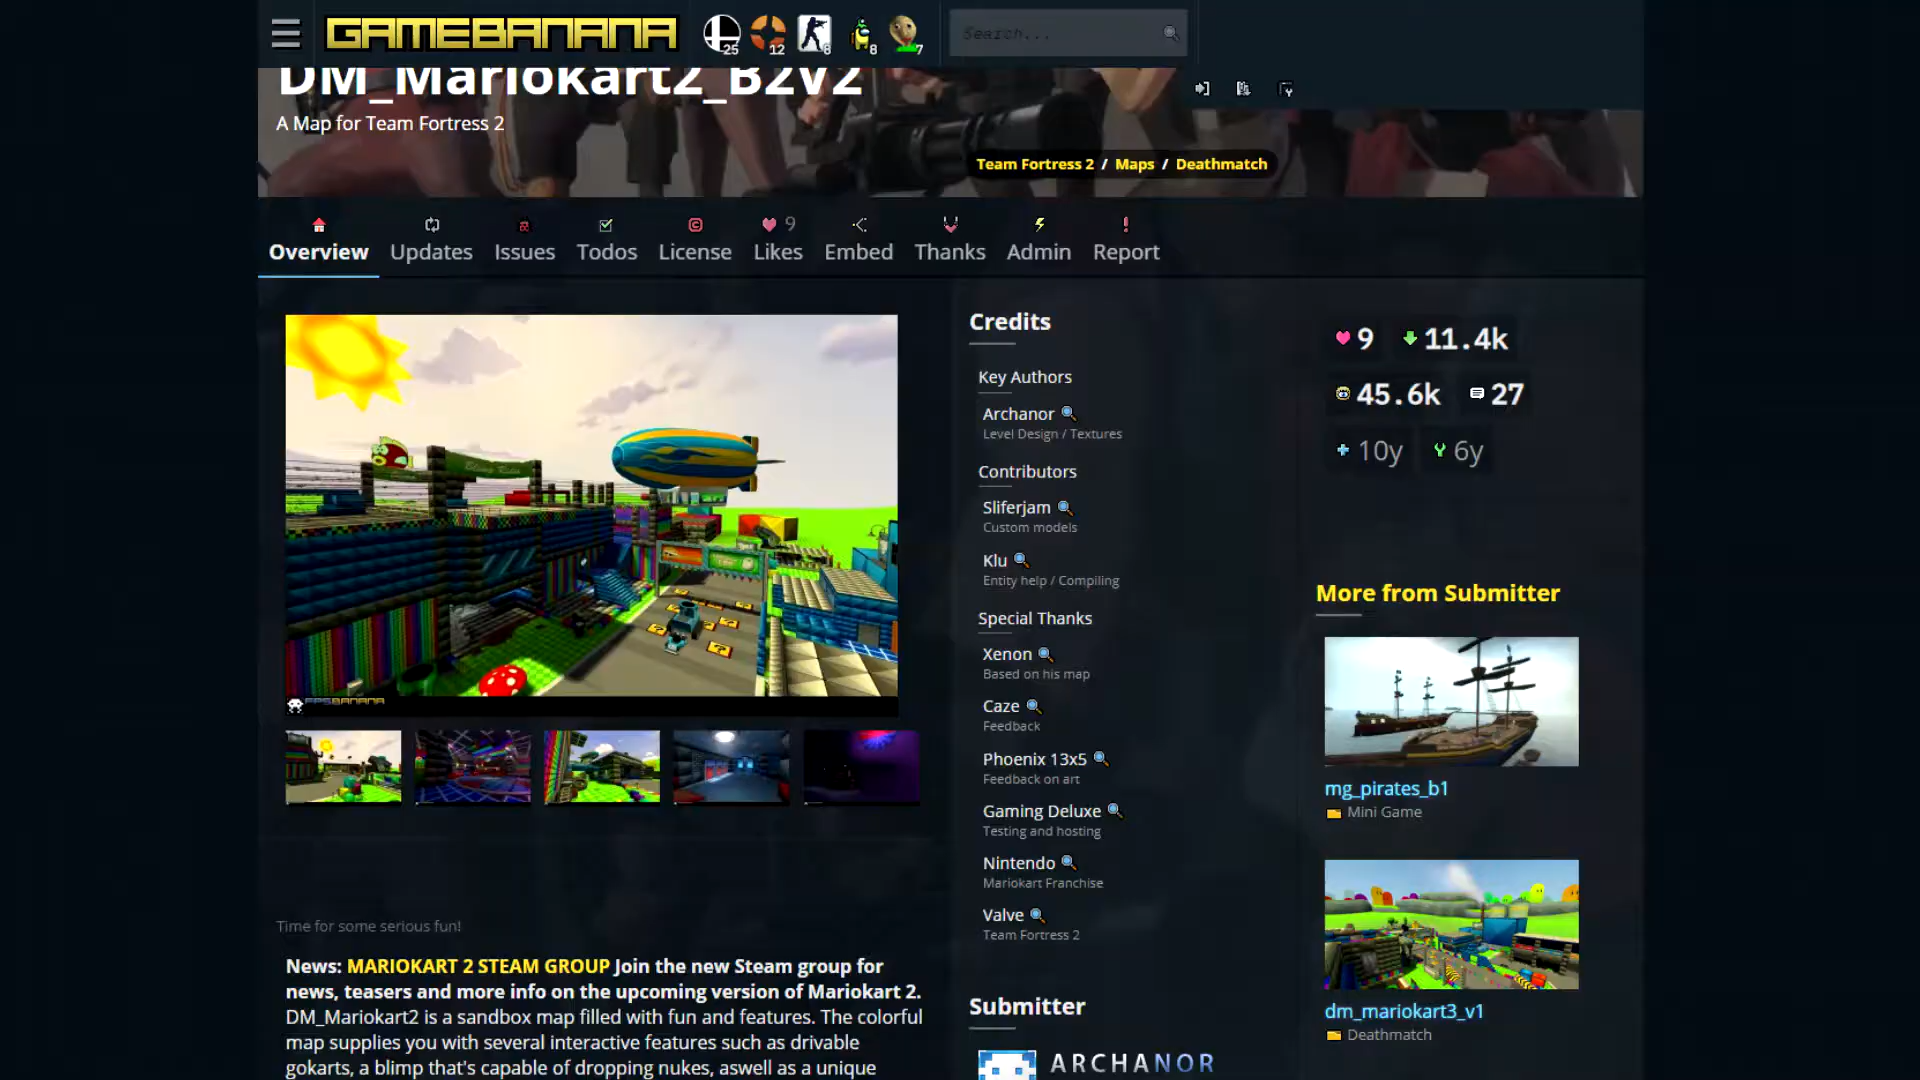 GAMEBANANA
25
12
8
8
7
Search...
DM_Mariokart2_B2V2
A Map for Team Fortress 2
Team Fortress 2 / Maps / Deathmatch
9
Overview
Updates
Issues
Todos
License
Likes
Embed
Thanks
Admin
Report
FPSBANANA
Time for some serious fun!
News: MARIOKART 2 STEAM GROUP Join the new Steam group for
news, teasers and more info on the upcoming version of Mariokart 2.
DM_Mariokart2 is a sandbox map filled with fun and features. The colorful
map supplies you with several interactive features such as drivable
gokarts, a blimp that's capable of dropping nukes, aswell as a unique
Credits
Key Authors
Archanor
Level Design / Textures
Contributors
Sliferjam
Custom models
Klu
Entity help / Compiling
Special Thanks
Xenon
Based on his map
Caze
Feedback
Phoenix 13x5
Feedback on art
Gaming Deluxe
Testing and hosting
Nintendo
Mariokart Franchise
Valve
Team Fortress 2
Submitter
ARCHANOR
9
11.4k
45.6k
27
10y
6y
More from Submitter
mg_pirates_b1
Mini Game
dm_mariokart3_v1
Deathmatch